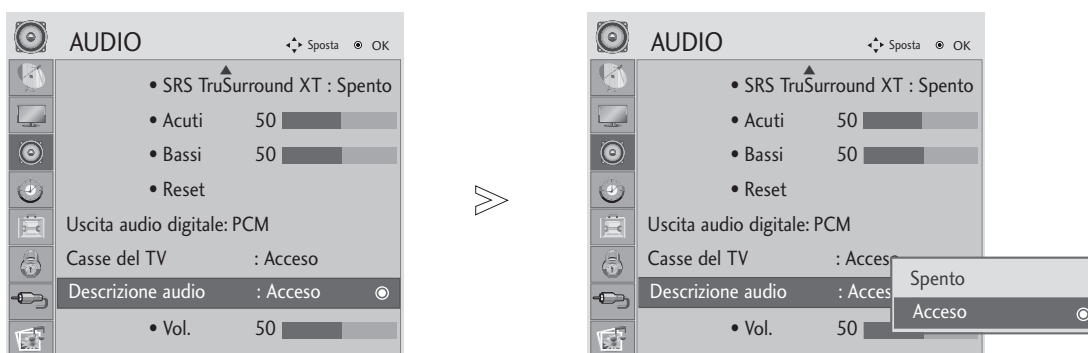 AUDIO
Sposta
OK
• SRS TruSurround XT : Spento
• Acuti 50
• Bassi 50
• Reset
Uscita audio digitale: PCM
Casse del TV : Acceso
Descrizione audio : Acceso
• Vol. 50
AUDIO
Sposta
OK
• SRS TruSurround XT : Spento
• Acuti 50
• Bassi 50
• Reset
Uscita audio digitale: PCM
Casse del TV : Acces
Descrizione audio : Acces
• Vol. 50
Spento
Acceso